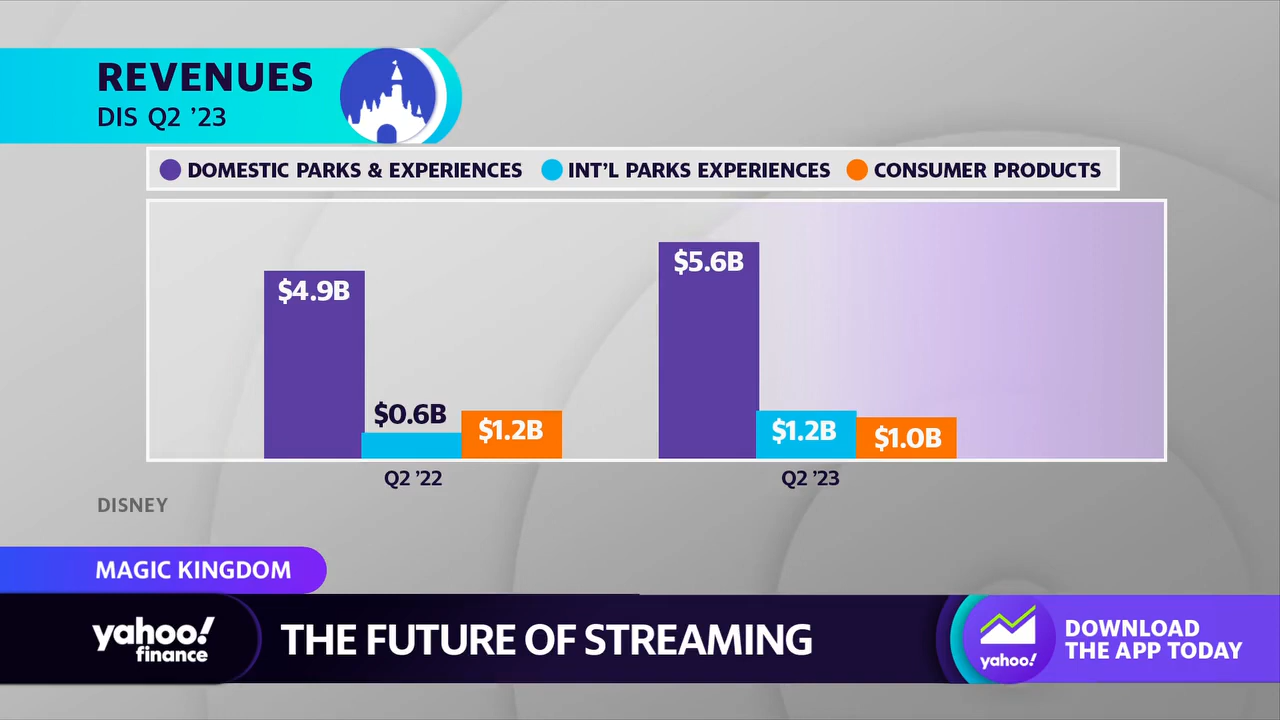 REVENUES
DIS Q2 ’23
DOMESTIC PARKS & EXPERIENCES INT’L PARKS EXPERIENCES CONSUMER PRODUCTS
$4.9B
$0.6B
$1.2B
$5.6B
$1.2B
$1.0B
Q2 ’22
Q2 ’23
DISNEY
MAGIC KINGDOM
yahoo!
finance
THE FUTURE OF STREAMING
yahoo!
DOWNLOAD
THE APP TODAY